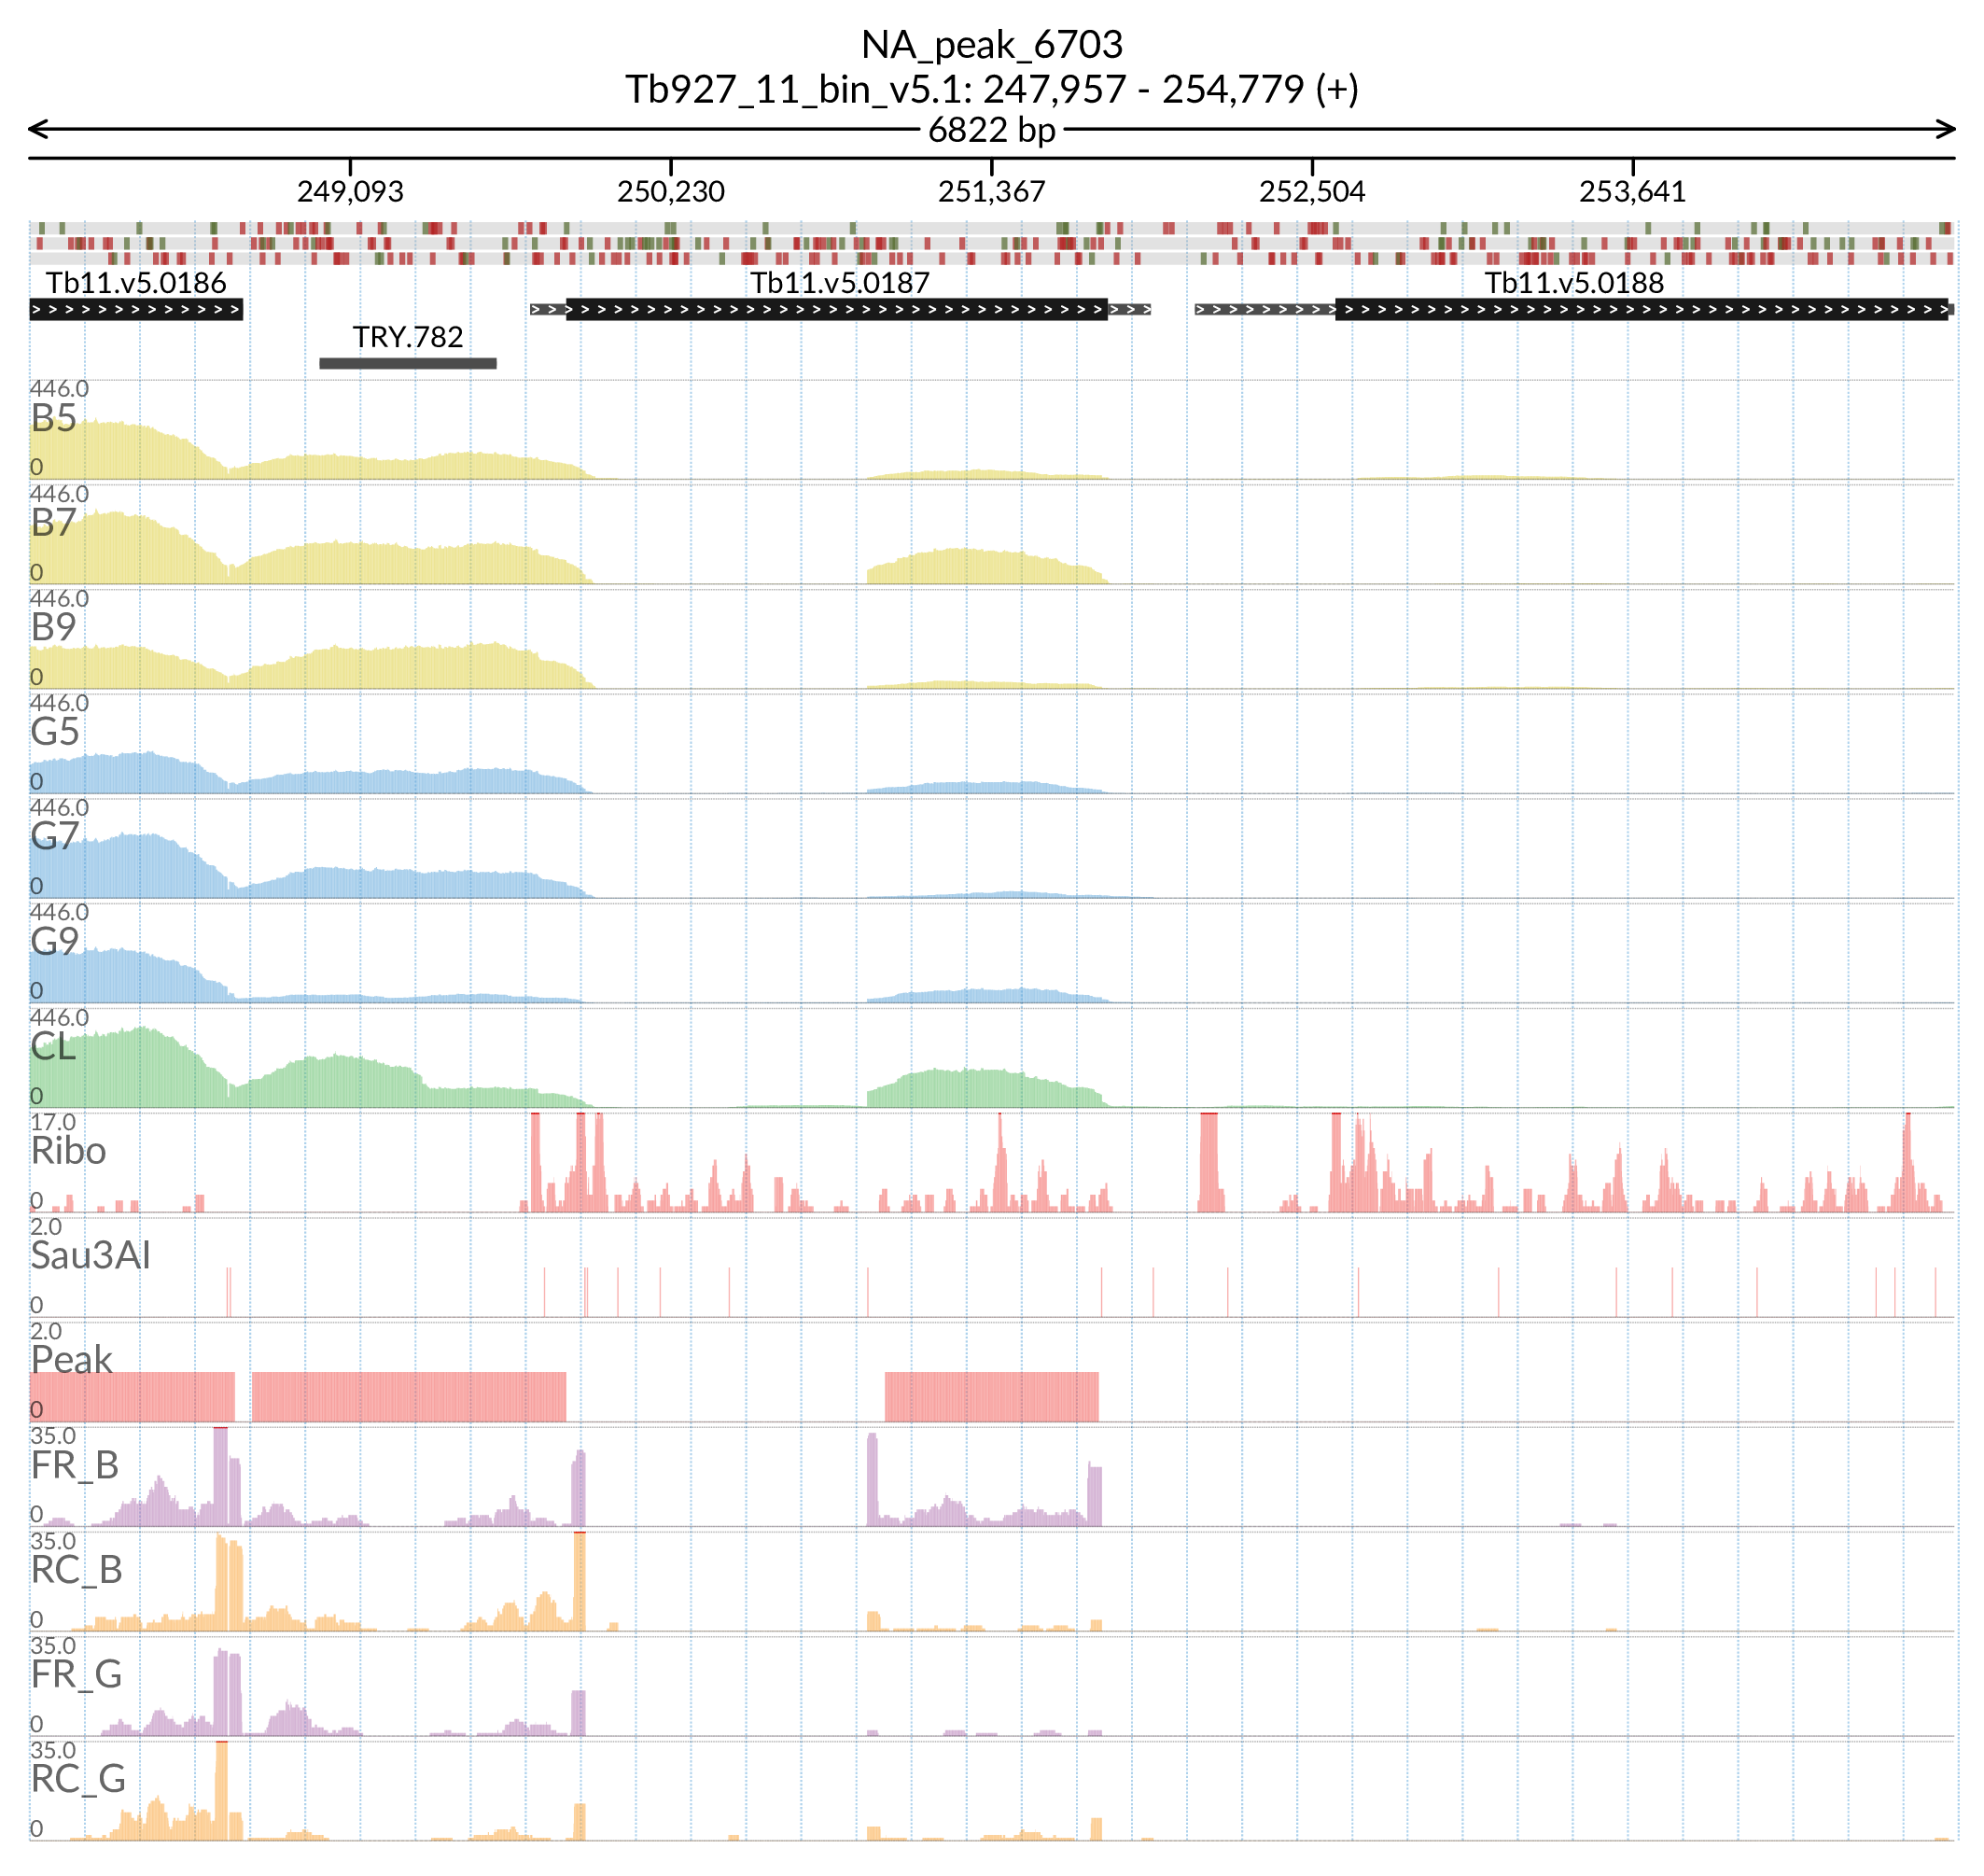 NA_peak_6703
Tb927_11_bin_v5.1: 247,957 - 254,779 (+)
6822 bp
249,093 250,230 251,367 252,504 253,641
Tb11.v5.0186 Tb11.v5.0187 Tb11.v5.0188
TRY.782
446.0
B5
0
446.0
B7
0
446.0
B9
0
446.0
G5
0
446.0
G7
0
446.0
G9
0
446.0
CL
0
17.0
Ribo
0
2.0
Sau3AI
0
2.0
Peak
0
35.0
FR_B
0
35.0
RC_B
0
35.0
FR_G
0
35.0
RC_G
0